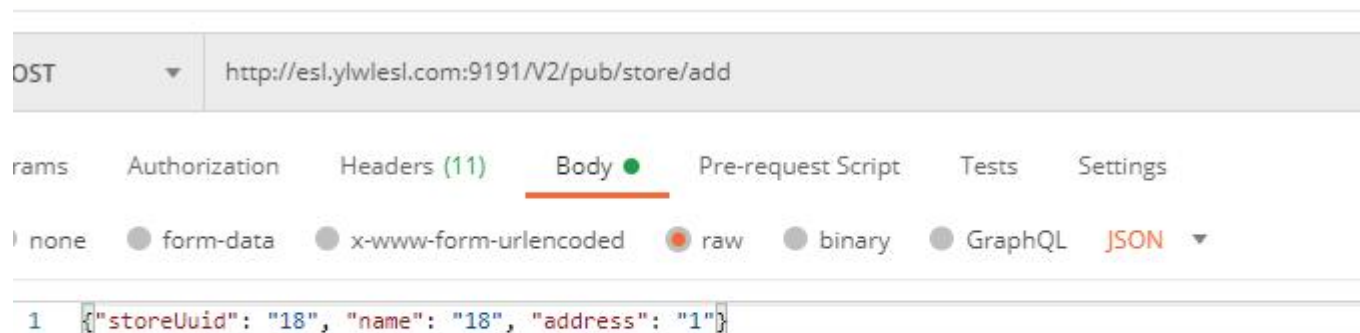 OST http://esl.ylwlesl.com:9191/V2/pub/store/add
rams Authorization Headers (11) Body Pre-request Script Tests Settings
none form-data x-www-form-urlencoded raw binary GraphQL JSON
1 {"storeUuid": "18", "name": "18", "address": "1"}